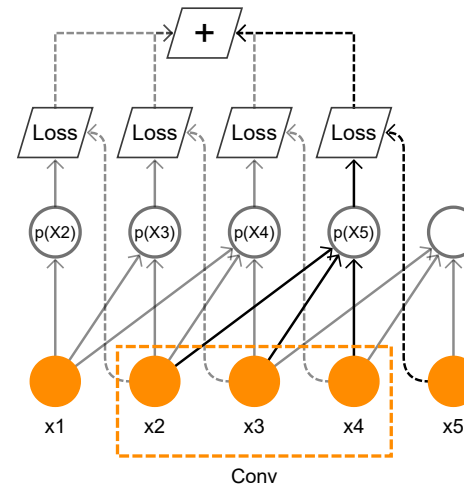 +
Loss Loss Loss Loss
p(X2) p(X3) p(X4) p(X5)
x1 x2 x3 x4 x5
Conv